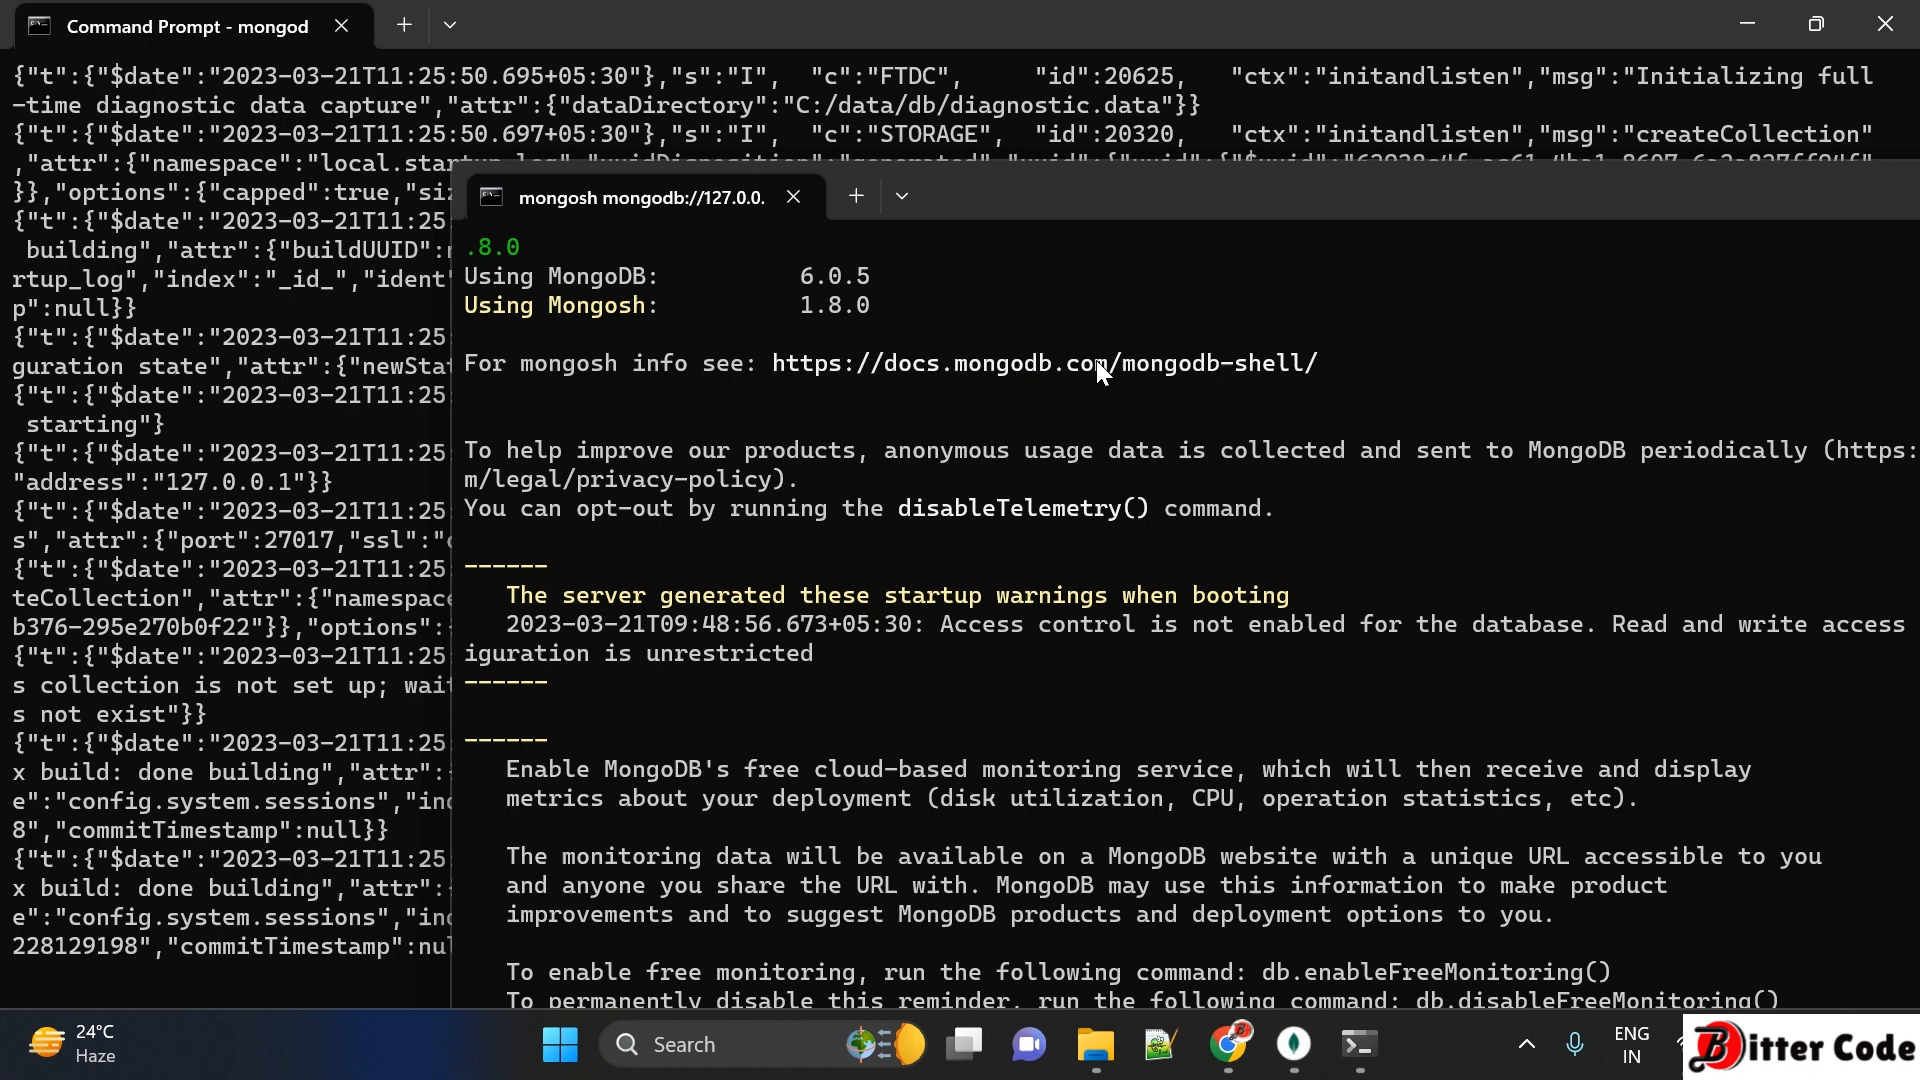 Command Prompt - mongod
{"t":{"$date":"2023-03-21T11:25:50.695+05:30"},"s":"I",  "c":"FTDC",     "id":20625,   "ctx":"initandlisten","msg":"Initializing full
-time diagnostic data capture","attr":{"dataDirectory":"C:/data/db/diagnostic.data"}}
{"t":{"$date":"2023-03-21T11:25:50.697+05:30"},"s":"I",  "c":"STORAGE",  "id":20320,   "ctx":"initandlisten","msg":"createCollection"
,"attr":{"namespace":"local.startup_log","uuidDisposition":"generated","uuid":{"uuid":{"$uuid":
}},"options":{"capped":true,"siz
{"t":{"$date":"2023-03-21T11:25:
building","attr":{"buildUUID":n
rtup_log","index":"_id_","ident"
p":null}}
{"t":{"$date":"2023-03-21T11:25:
guration state","attr":{"newStat
{"t":{"$date":"2023-03-21T11:25:
starting"}
{"t":{"$date":"2023-03-21T11:25:
"address":"127.0.0.1"}}
{"t":{"$date":"2023-03-21T11:25:
s","attr":{"port":27017,"ssl":"o
{"t":{"$date":"2023-03-21T11:25:
teCollection","attr":{"namespace
b376-295e270b0f22"}},"options":{
{"t":{"$date":"2023-03-21T11:25:
s collection is not set up; wait
s not exist"}}
{"t":{"$date":"2023-03-21T11:25:
x build: done building","attr":{
e":"config.system.sessions","ind
8","commitTimestamp":null}}
{"t":{"$date":"2023-03-21T11:25:
x build: done building","attr":{
e":"config.system.sessions","ind
228129198","commitTimestamp":nul
mongosh mongodb://127.0.0.
.8.0
Using MongoDB:          6.0.5
Using Mongosh:          1.8.0
For mongosh info see: https://docs.mongodb.com/mongodb-shell/
To help improve our products, anonymous usage data is collected and sent to MongoDB periodically (https:
m/legal/privacy-policy).
You can opt-out by running the disableTelemetry() command.
------
The server generated these startup warnings when booting
2023-03-21T09:48:56.673+05:30: Access control is not enabled for the database. Read and write access
iguration is unrestricted
------
------
Enable MongoDB's free cloud-based monitoring service, which will then receive and display
metrics about your deployment (disk utilization, CPU, operation statistics, etc).
The monitoring data will be available on a MongoDB website with a unique URL accessible to you
and anyone you share the URL with. MongoDB may use this information to make product
improvements and to suggest MongoDB products and deployment options to you.
To enable free monitoring, run the following command: db.enableFreeMonitoring()
To permanently disable this reminder, run the following command: db.disableFreeMonitoring()
24°C
Haze
Search
ENG
IN
Bitter Code